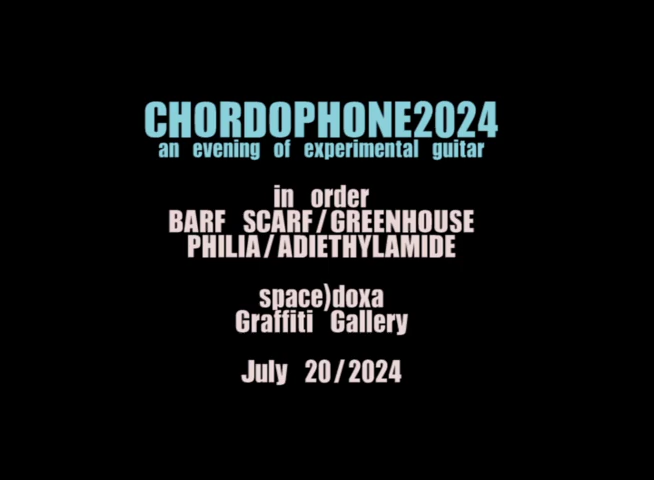 CHORDOPHONE2024
an evening of experimental guitar
in order
BARF SCARF/GREENHOUSE
PHILIA/ADIETHYLAMIDE
space)doxa
Graffiti Gallery
July 20/2024